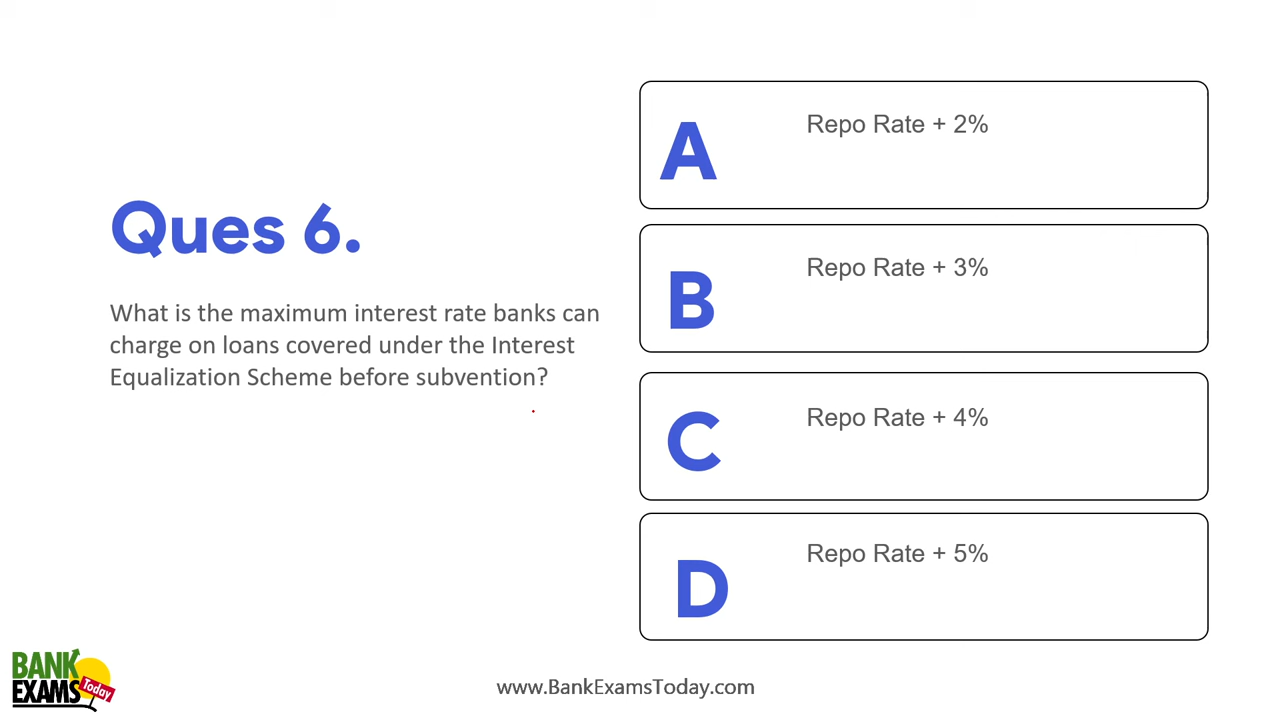 Ques 6.
What is the maximum interest rate banks can
charge on loans covered under the Interest
Equalization Scheme before subvention?
A
Repo Rate + 2%
B
Repo Rate + 3%
C
Repo Rate + 4%
D
Repo Rate + 5%
BANK
EXAMS
Today
www.BankExamsToday.com